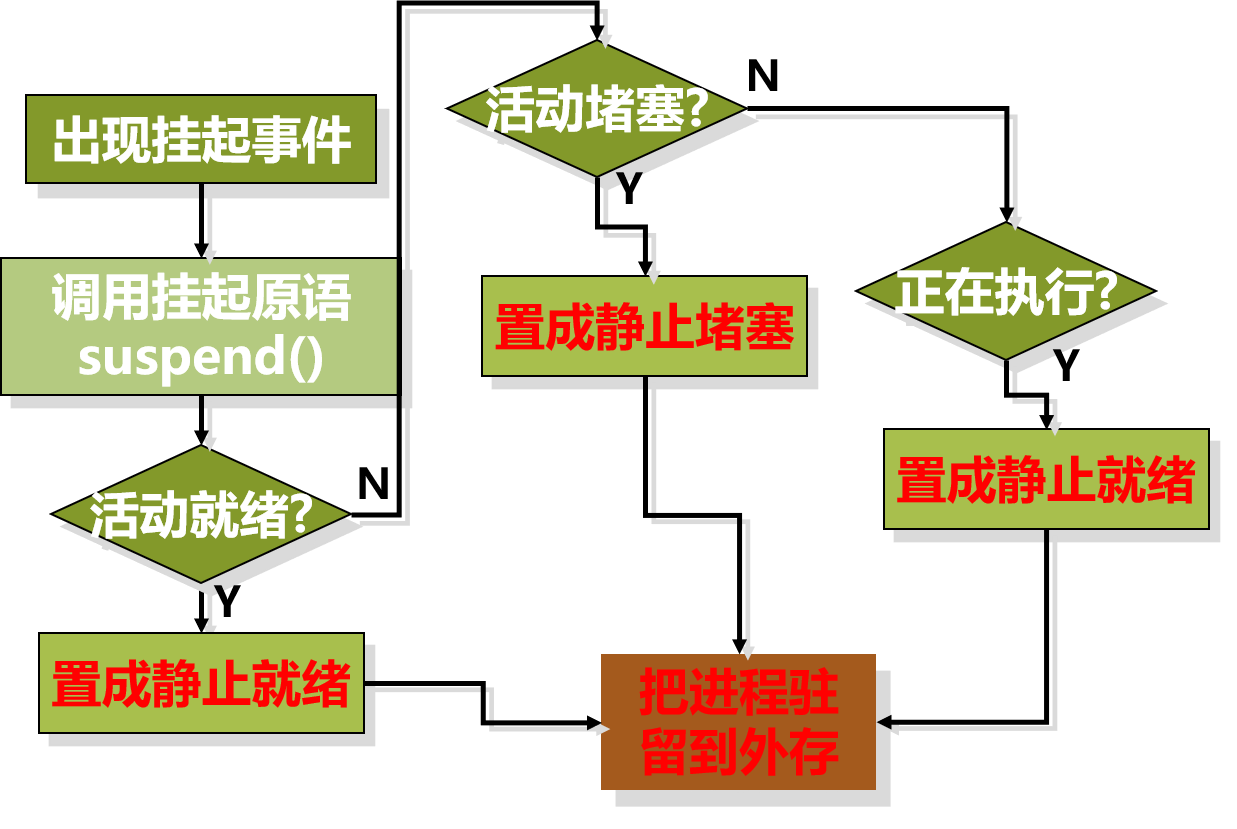 出现挂起事件
调用挂起原语
suspend()
活动就绪?
N
Y
置成静止就绪
活动堵塞?
N
Y
置成静止堵塞
正在执行?
Y
置成静止就绪
把进程驻
留到外存